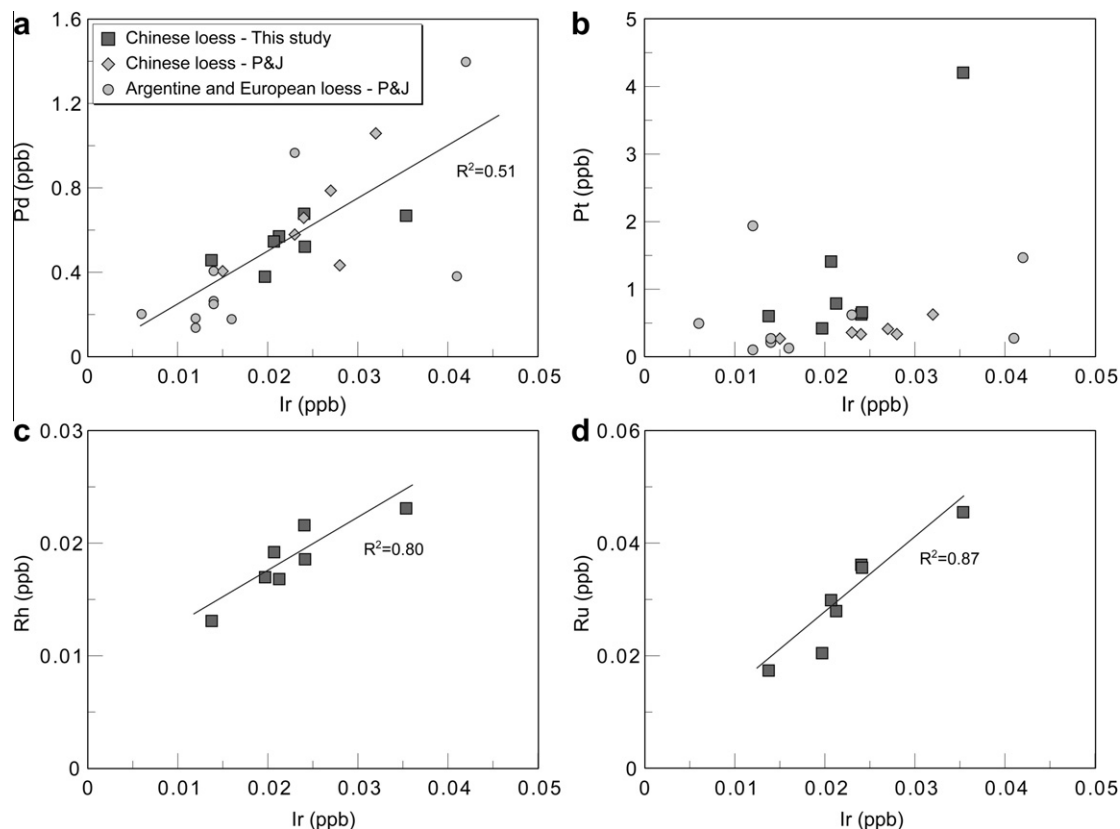 a
1.6
1.2
0.8
0.4
0
Pd (ppb)
Chinese loess - This study
Chinese loess - P&J
Argentine and European loess - P&J
R²=0.51
0 0.01 0.02 0.03 0.04 0.05
Ir (ppb)
b
5
4
3
2
1
0
Pt (ppb)
0 0.01 0.02 0.03 0.04 0.05
Ir (ppb)
c
0.03
0.02
0.01
0
Rh (ppb)
R²=0.80
0 0.01 0.02 0.03 0.04 0.05
Ir (ppb)
d
0.06
0.04
0.02
0
Ru (ppb)
R²=0.87
0 0.01 0.02 0.03 0.04 0.05
Ir (ppb)